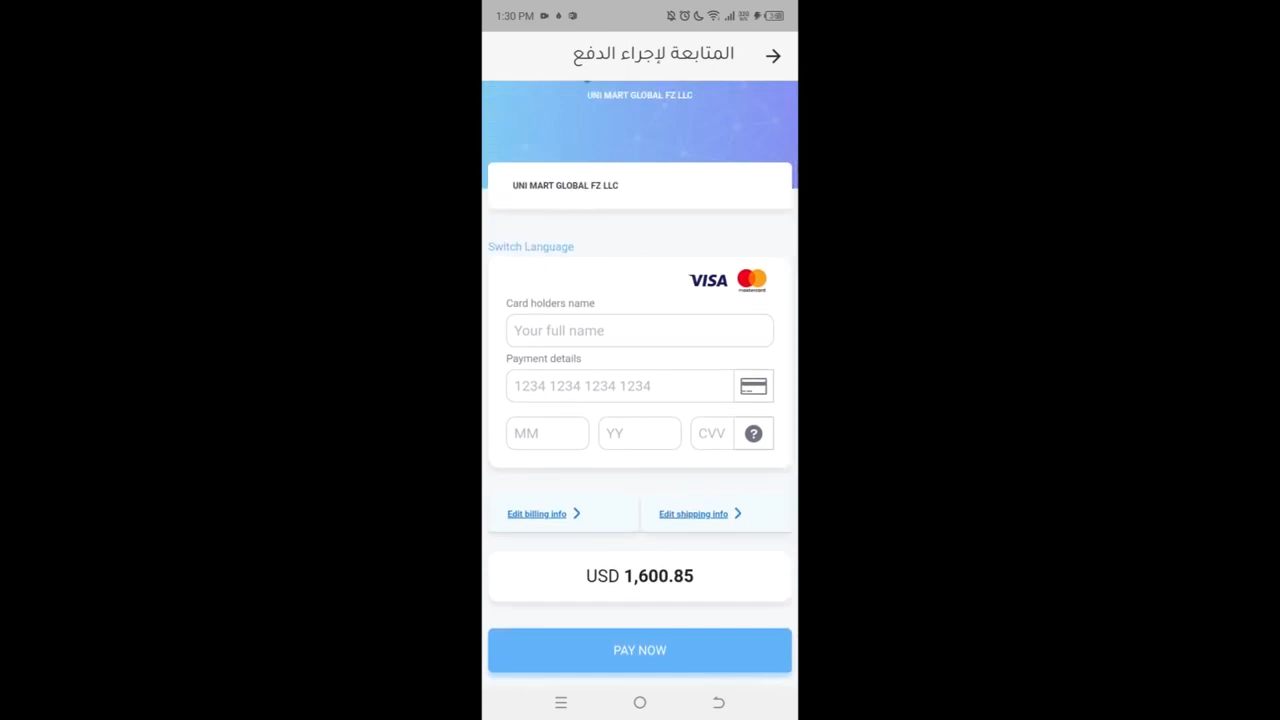 1:30 PM
المتابعة لإجراء الدفع
UNI MART GLOBAL FZ LLC
UNI MART GLOBAL FZ LLC
Switch Language
VISA mastercard
Card holders name
Your full name
Payment details
1234 1234 1234 1234
MM YY CVV ?
Edit billing info Edit shipping info
USD 1,600.85
PAY NOW